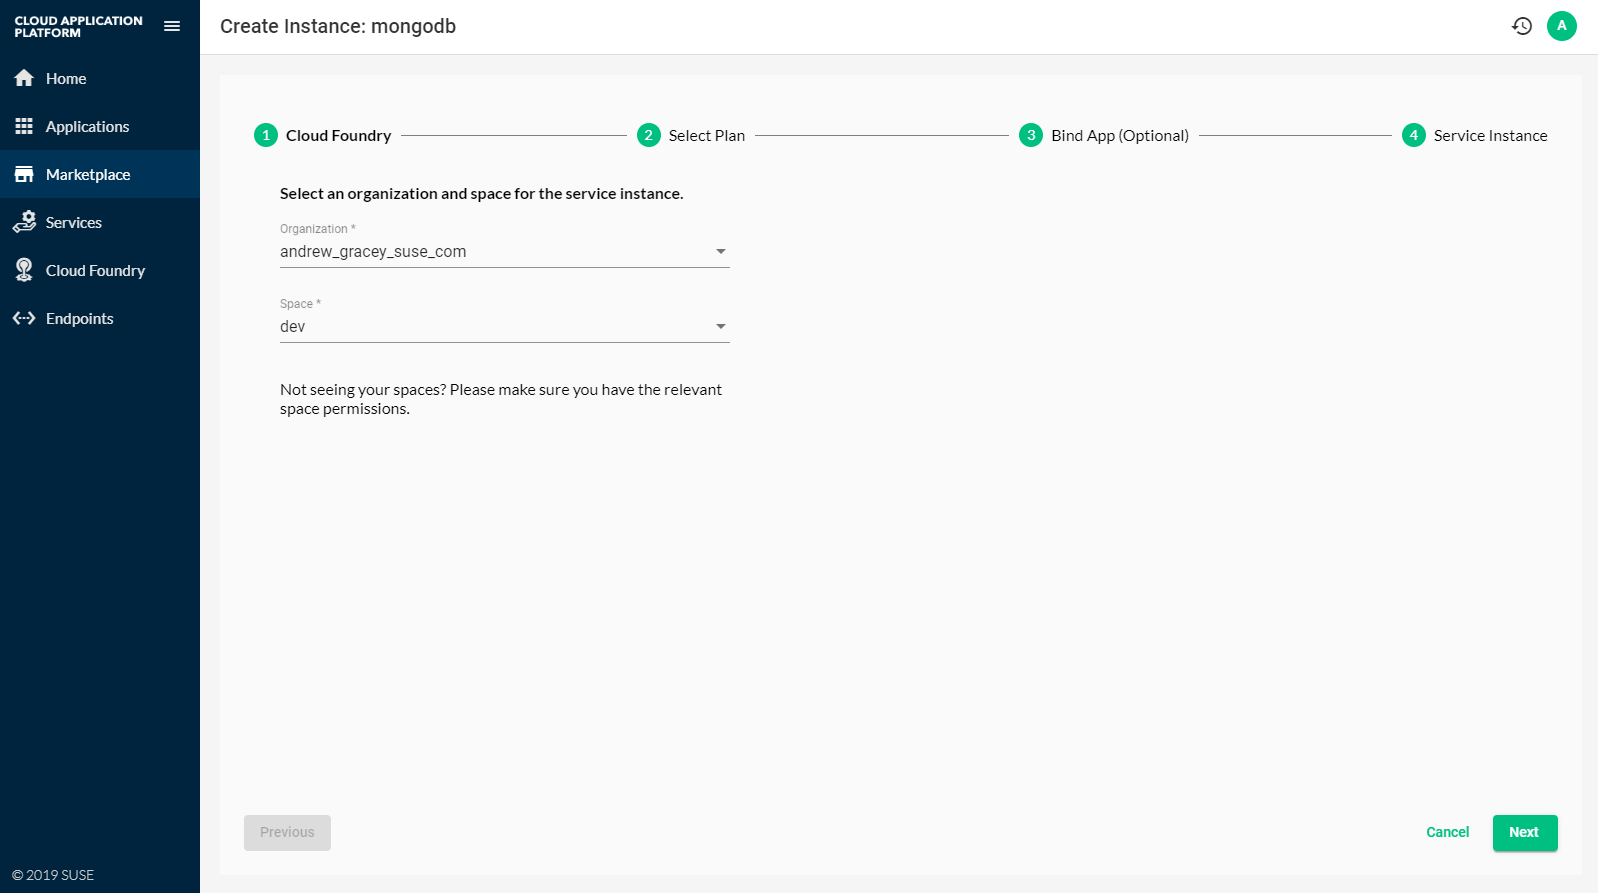 CLOUD APPLICATION
PLATFORM
Create Instance: mongodb
A
Home
Applications
Marketplace
Services
Cloud Foundry
Endpoints
1 Cloud Foundry
2 Select Plan
3 Bind App (Optional)
4 Service Instance
Select an organization and space for the service instance.
Organization *
andrew_gracey_suse_com
Space *
dev
Not seeing your spaces? Please make sure you have the relevant
space permissions.
Previous
Cancel
Next
© 2019 SUSE